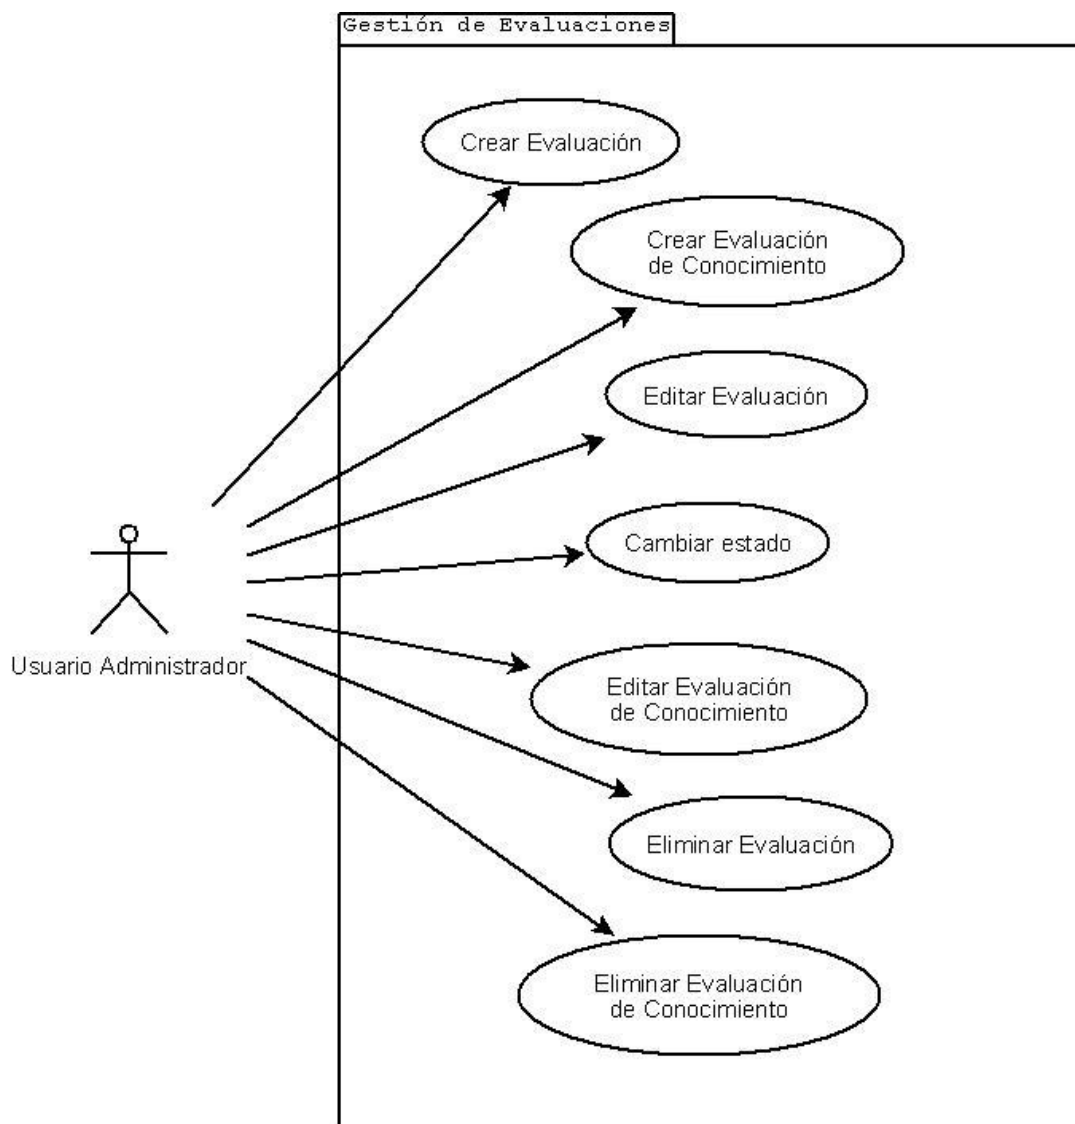 Gestión de Evaluaciones
Crear Evaluación
Crear Evaluación
de Conocimiento
Editar Evaluación
Cambiar estado
Usuario Administrador
Editar Evaluación
de Conocimiento
Eliminar Evaluación
Eliminar Evaluación
de Conocimiento